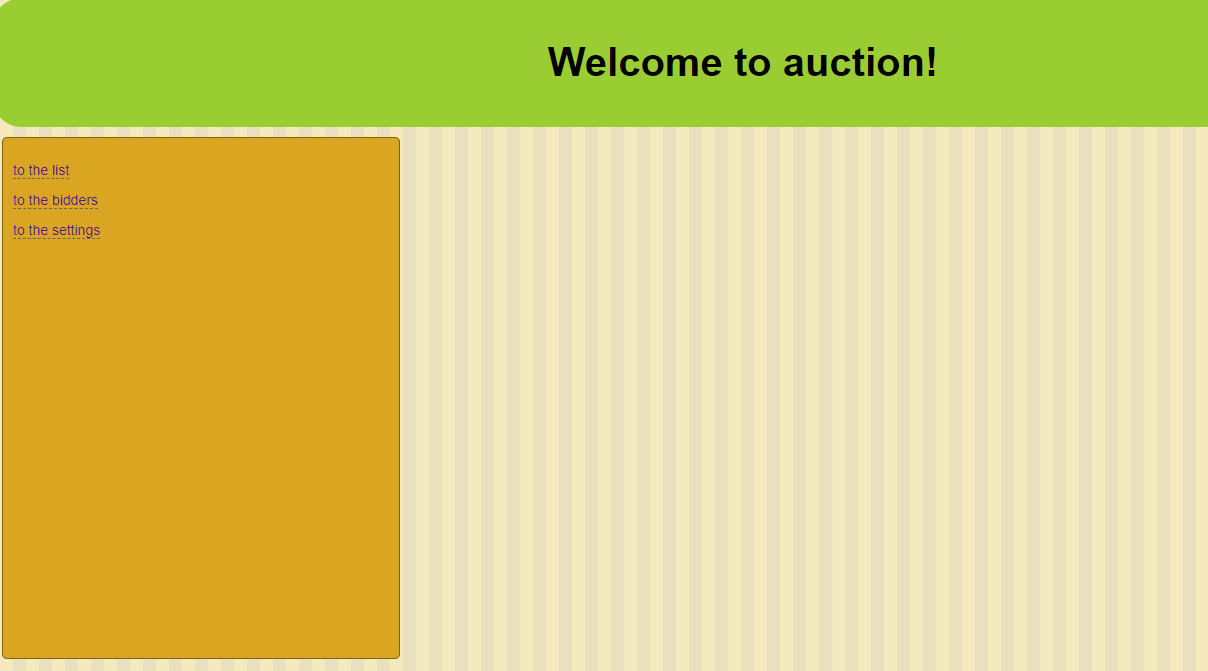 Welcome to auction!
to the list
to the bidders
to the settings